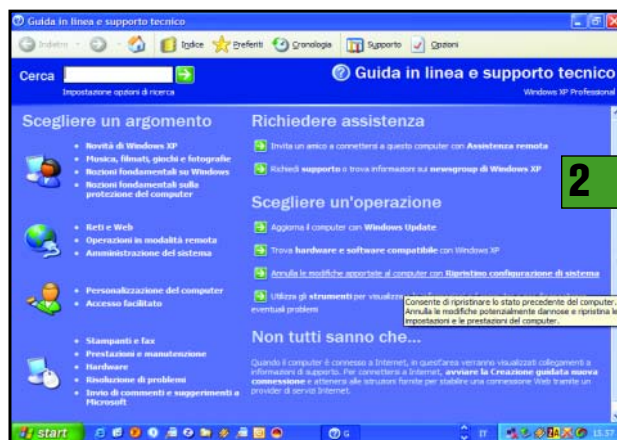 Guida in linea e supporto tecnico
Indietro
Indice
Preferiti
Cronologia
Supporto
Opzioni
Cerca
Impostazione opzioni di ricerca
Guida in linea e supporto tecnico
Windows XP Professional
Scegliere un argomento
Novità di Windows XP
Musica, filmati, giochi e fotografie
Nozioni fondamentali su Windows
Nozioni fondamentali sulla
protezione del computer
Reti e Web
Operazioni in modalità remota
Amministrazione del sistema
Personalizzazione del computer
Accesso facilitato
Stampanti e fax
Prestazioni e manutenzione
Hardware
Risoluzione di problemi
Invio di commenti e suggerimenti a
Microsoft
Richiedere assistenza
Invita un amico a connettersi a questo computer con Assistenza remota
Richiedi supporto o trova informazioni sui newsgroup di Windows XP
2
Scegliere un'operazione
Aggiorna il computer con Windows Update
Trova hardware e software compatibile con Windows XP
Annulla le modifiche apportate al computer con Ripristino configurazione di sistema
Utilizza gli strumenti per visualizza
eventuali problemi
Consente di ripristinare lo stato precedente del computer.
Annulla le modifiche potenzialmente dannose e ripristina le
impostazioni e le prestazioni del computer.
Non tutti sanno che...
Quando il computer è connesso a Internet, in quest'area verranno visualizzati collegamenti a
informazioni di supporto. Per connettersi a Internet, avviare la Creazione guidata nuova
connessione e attenersi alle istruzioni fornite per stabilire una connessione Web tramite un
provider di servizi Internet.
start
G
IT
15.37